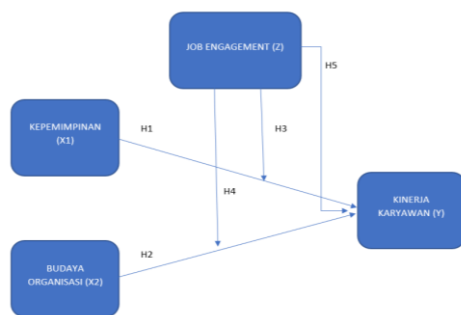 JOB ENGAGEMENT (Z)
H5
KEPEMIMPINAN
(X1)
H1
H3
H4
KINERJA
KARYAWAN (Y)
BUDAYA
ORGANISASI (X2)
H2